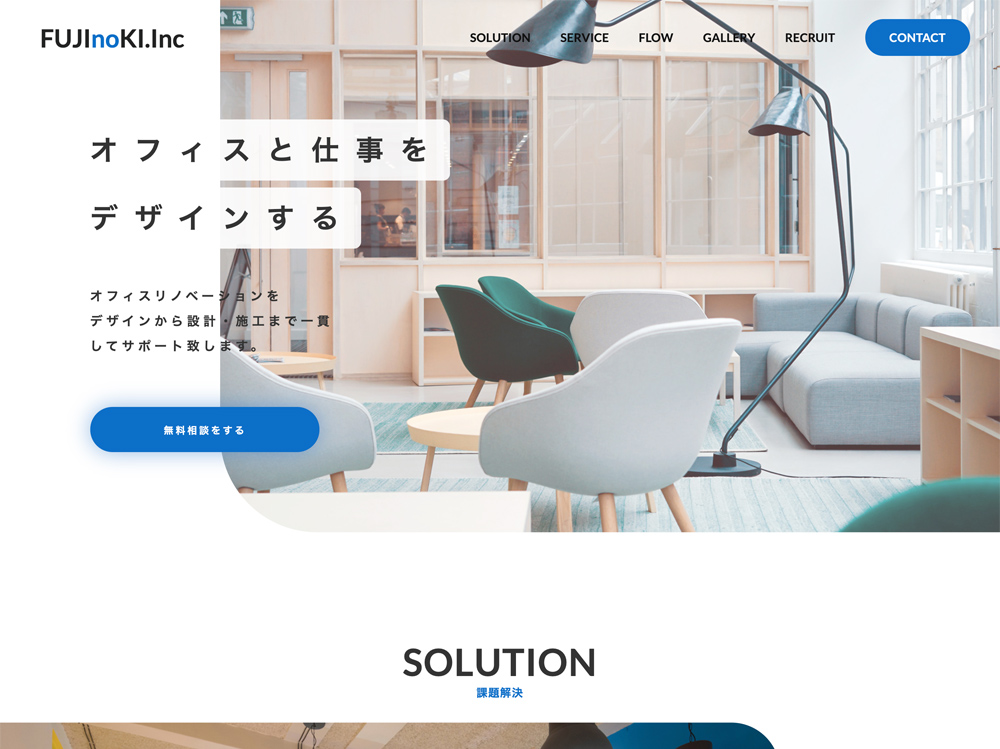 FUJInoKI.Inc
SOLUTION SERVICE FLOW GALLERY RECRUIT CONTACT
オフィスと仕事を
デザインする
オフィスリノベーションを
デザインから設計・施工まで一貫
してサポート致します。
無料相談をする
SOLUTION
課題解決